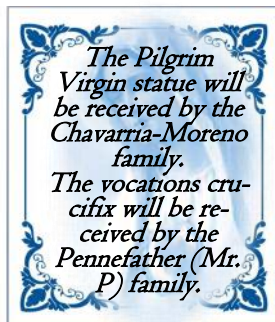 The Pilgrim
Virgin statue will
be received by the
Chavarria-Moreno
family.
The vocations cru-
cifix will be re-
ceived by the
Pennefather (Mr.
P) family.